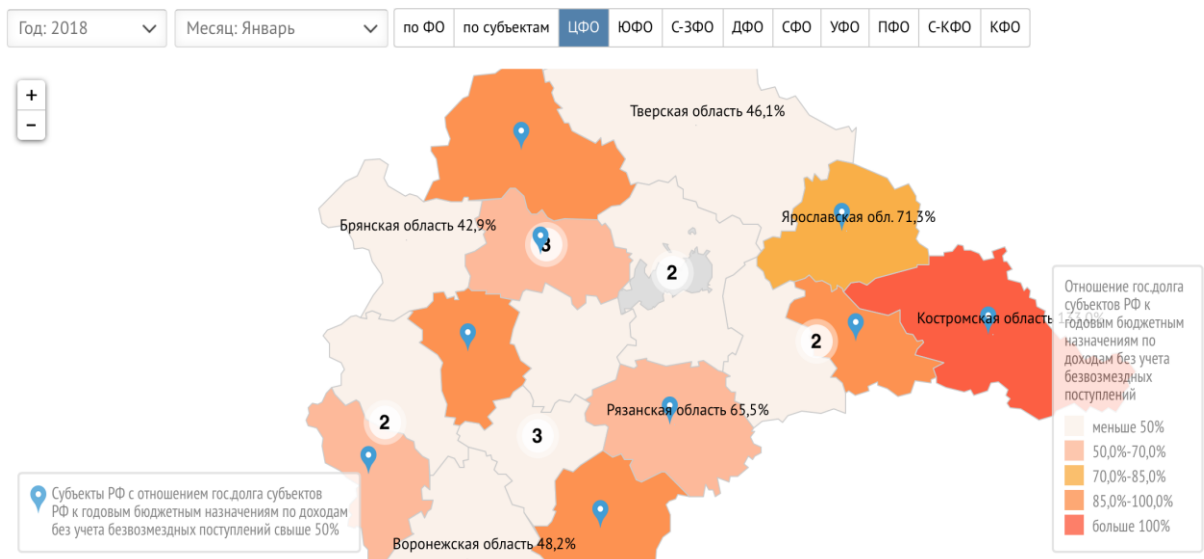 Год: 2018
Месяц: Январь
по ФО
по субъектам
ЦФО
ЮФО
С-ЗФО
ДФО
СФО
УФО
ПФО
С-КФО
КФО
+
−
Тверская область 46,1%
Брянская область 42,9%
Ярославская обл. 71,3%
3
2
Костромская область
2
Рязанская область 65,5%
2
3
Воронежская область 48,2%
Субъекты РФ с отношением гос.долга субъектов
РФ к годовым бюджетным назначениям по доходам
без учета безвозмездных поступлений свыше 50%
Отношение гос.долга
субъектов РФ к
годовым бюджетным
назначениям по
доходам без учета
безвозмездных
поступлений
меньше 50%
50,0%-70,0%
70,0%-85,0%
85,0%-100,0%
больше 100%